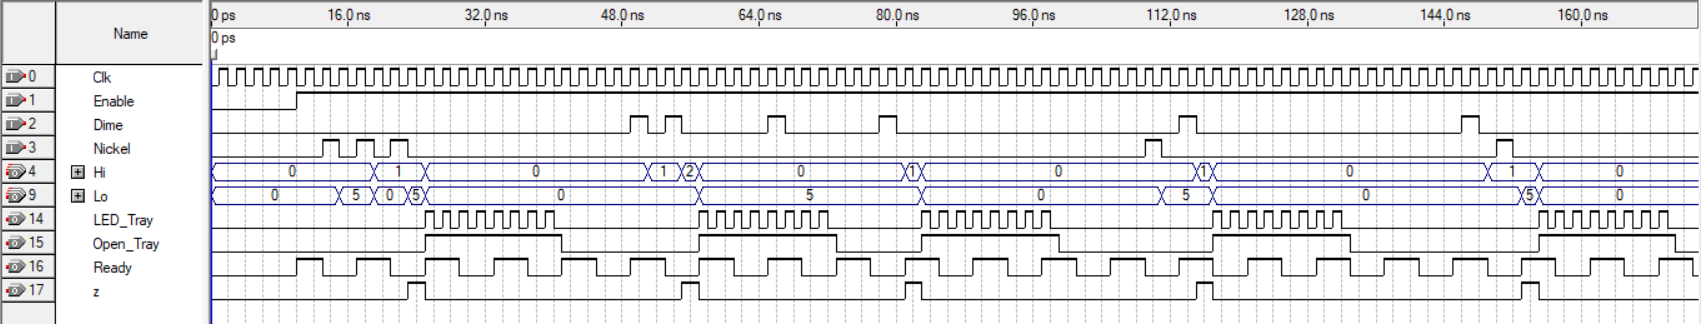 Name
0 ps 16.0 ns 32.0 ns 48.0 ns 64.0 ns 80.0 ns 96.0 ns 112.0 ns 128.0 ns 144.0 ns 160.0 ns
0 ps
0 Clk
1 Enable
2 Dime
3 Nickel
4 Hi 0 1 0 1 2 0 1 0 1 0 1 0
9 Lo 0 5 0 5 0 5 0 5 0 5 0
14 LED_Tray
15 Open_Tray
16 Ready
17 z